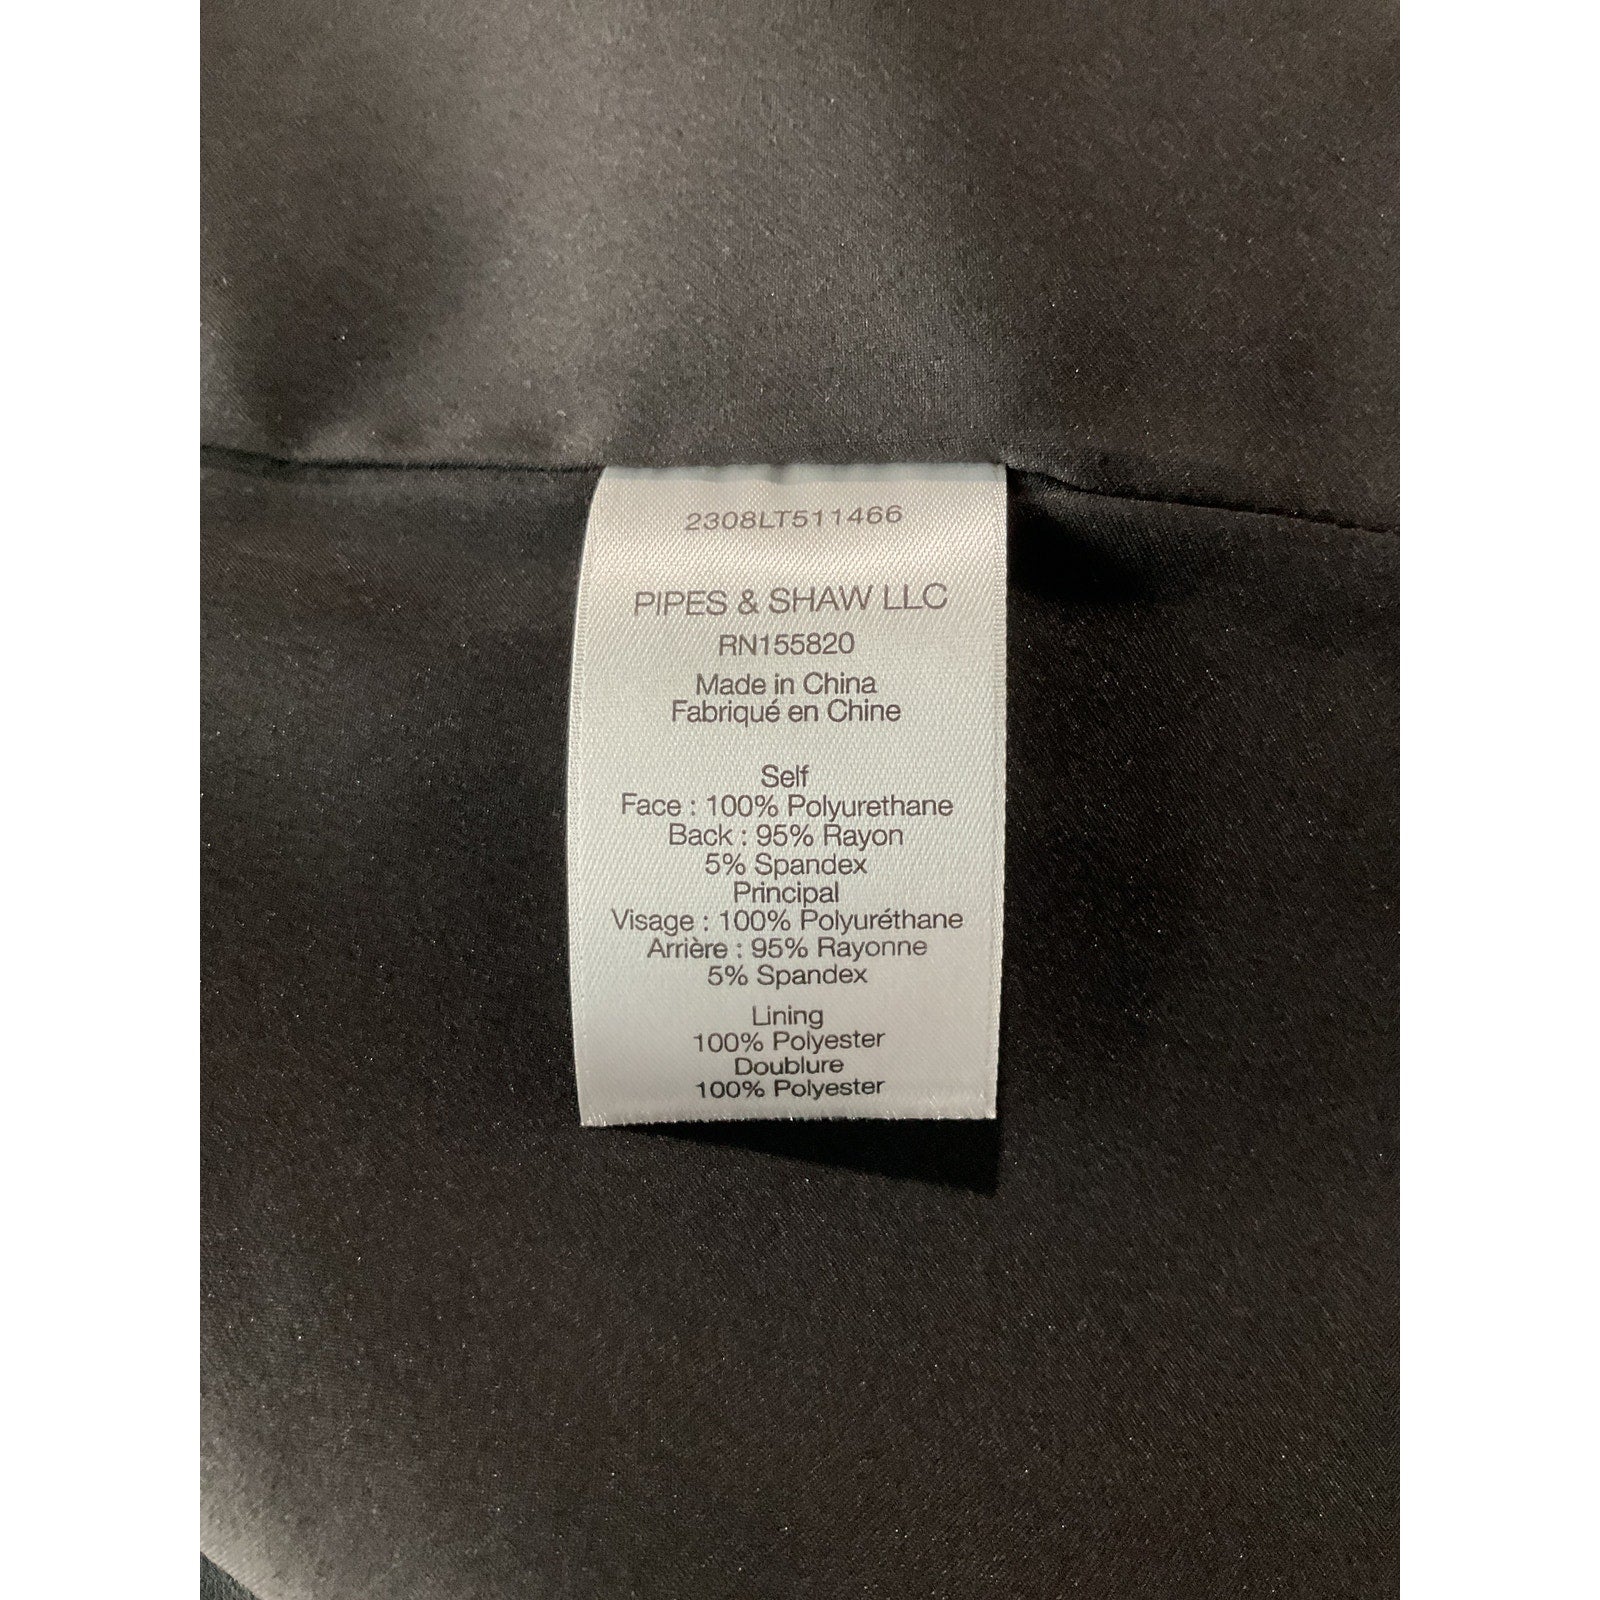 2308LT511466
PIPES & SHAW LLC
RN155820
Made in China
Fabriqué en Chine
Self
Face : 100% Polyurethane
Back : 95% Rayon
5% Spandex
Principal
Visage : 100% Polyuréthane
Arrière : 95% Rayonne
5% Spandex
Lining
100% Polyester
Doublure
100% Polyester